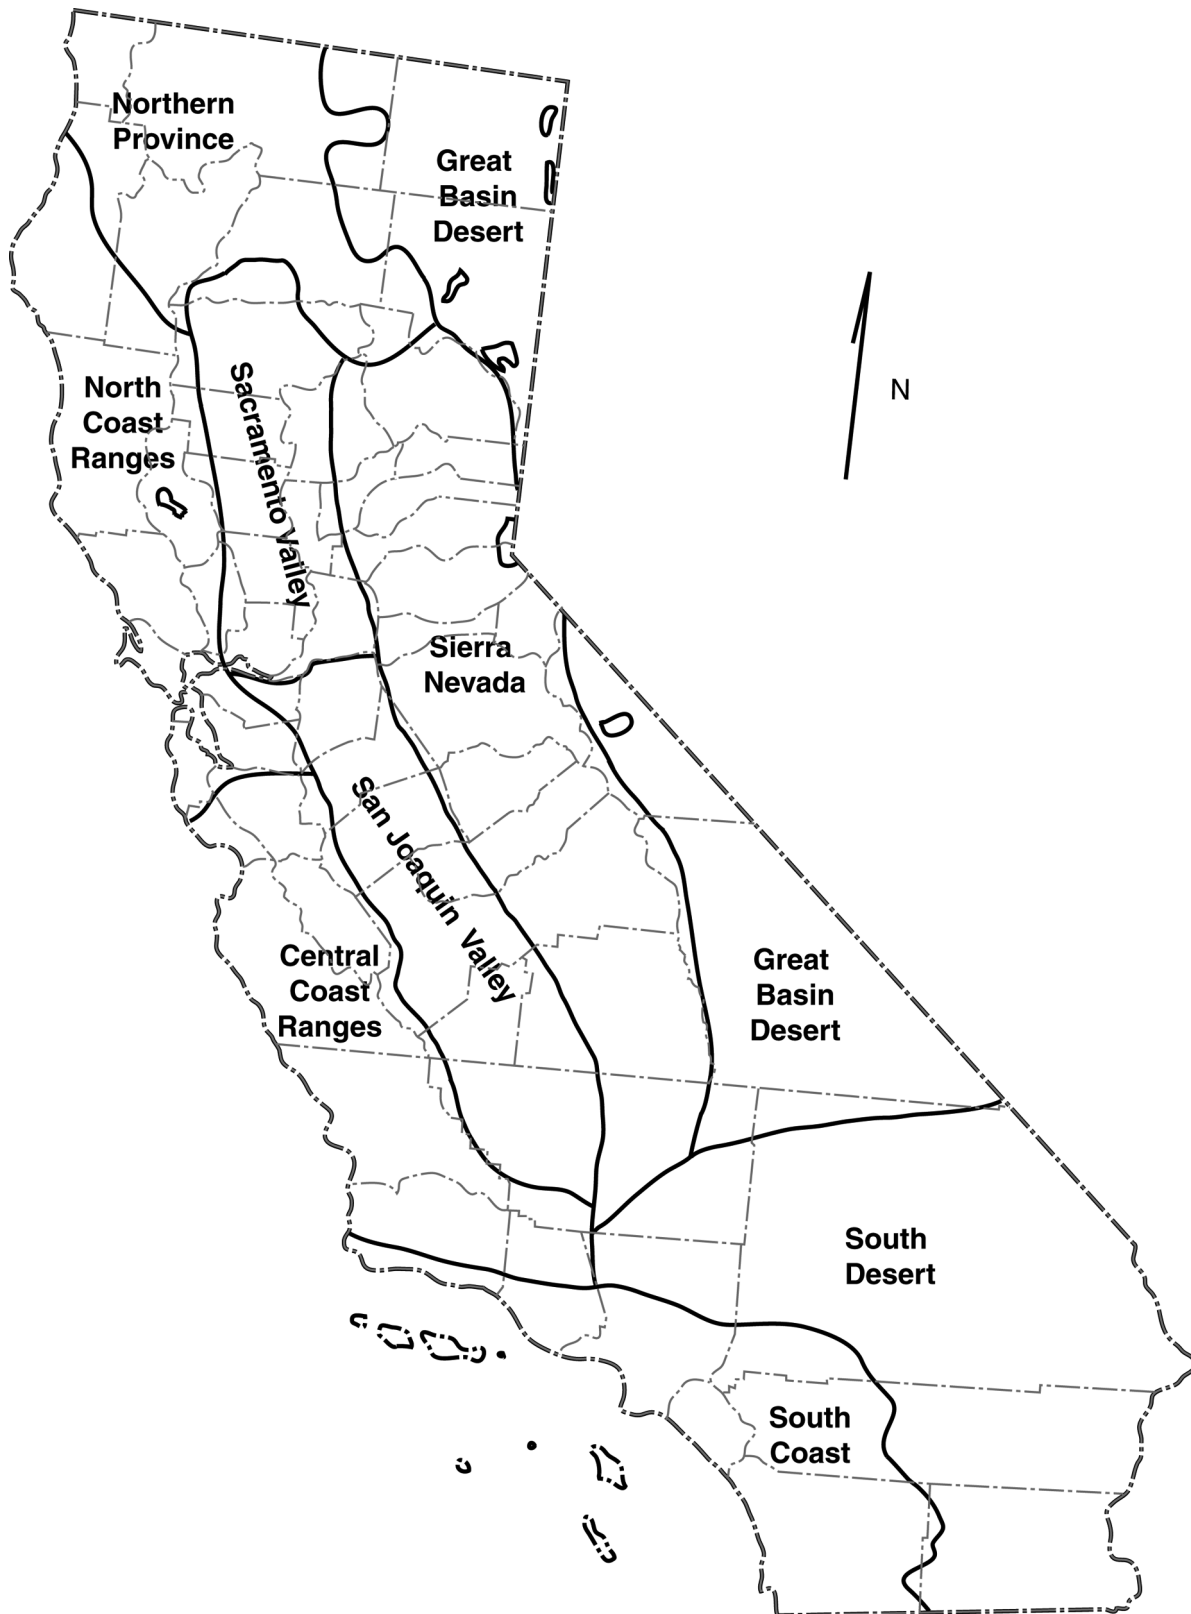 Northern
Province
Great
Basin
Desert
N
North
Coast
Ranges
Sacramento Valley
Sierra
Nevada
San Joaquin Valley
Central
Coast
Ranges
Great
Basin
Desert
South
Desert
South
Coast